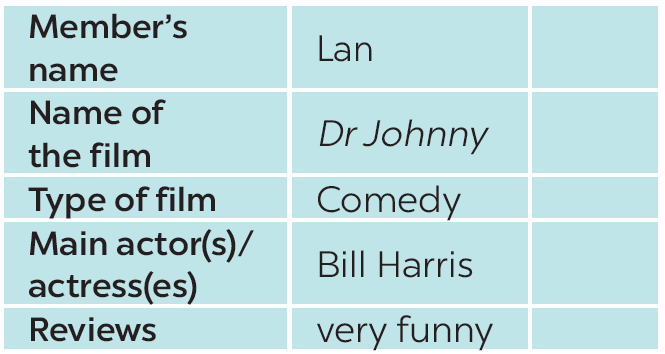 Member's
name
Lan
Name of
the film
Dr Johnny
Type of film
Comedy
Main actor(s)/
actress(es)
Bill Harris
Reviews
very funny